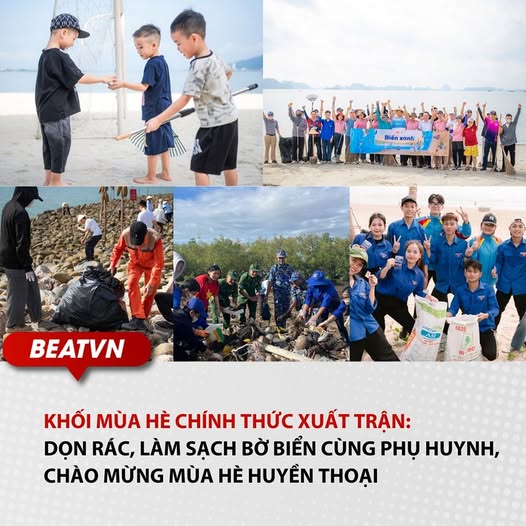 Biển xanh
BEATVN
KHỐI MÙA HÈ CHÍNH THỨC XUẤT TRẬN:
DỌN RÁC, LÀM SẠCH BỜ BIỂN CÙNG PHỤ HUYNH,
CHÀO MỪNG MÙA HÈ HUYỀN THOẠI